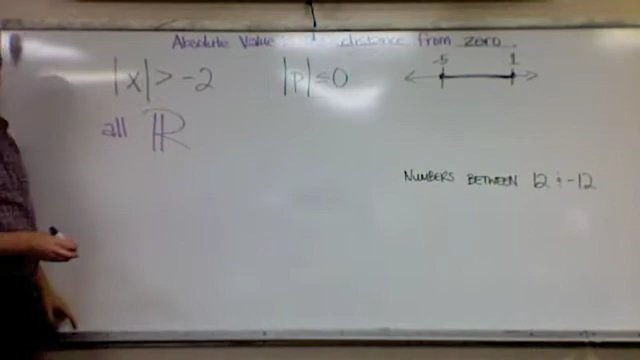 Absolute Value distance from zero.
|x| > -2 |p| ≤ 0 -5 1
all ℝ
NUMBERS BETWEEN 12 & -12